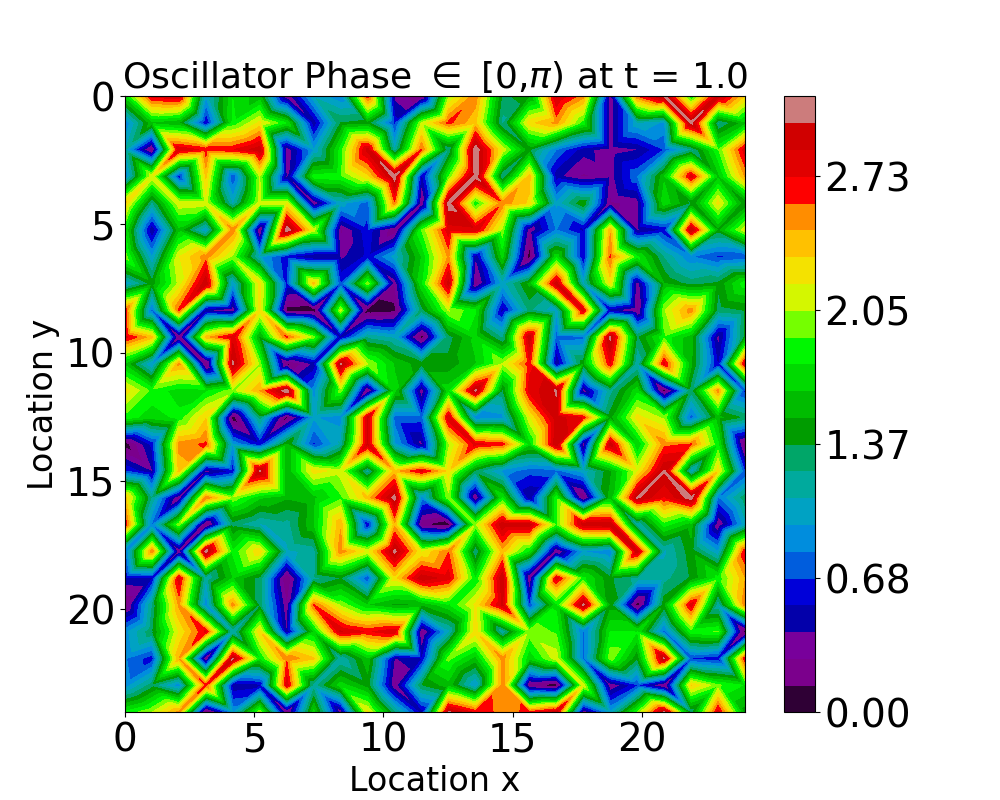 Oscillator Phase ∈ [0,π) at t = 1.0
Location y
0
5
10
15
20
0 5 10 15 20
Location x
2.73
2.05
1.37
0.68
0.00